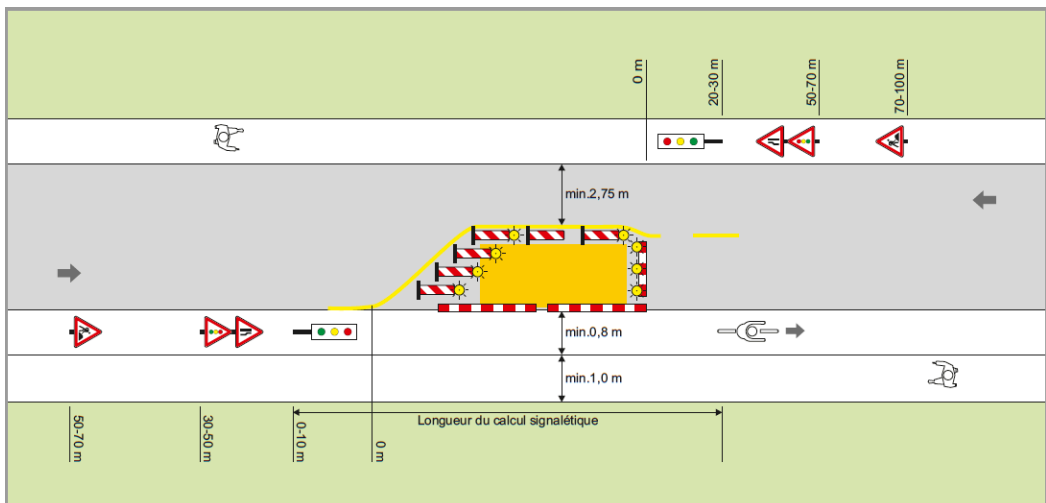 0 m
20-30 m
50-70 m
70-100 m
min.2,75 m
min.0,8 m
min.1,0 m
Longueur du calcul signalétique
50-70 m
30-50 m
0-10 m
0 m